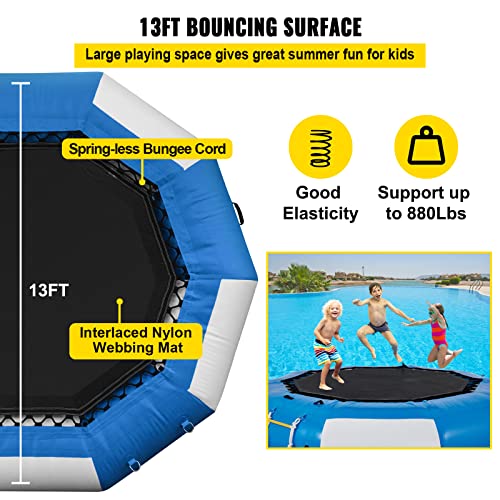 13FT BOUNCING SURFACE
Large playing space gives great summer fun for kids
Spring-less Bungee Cord
Good
Elasticity
Support up
to 880Lbs
13FT
Interlaced Nylon
Webbing Mat